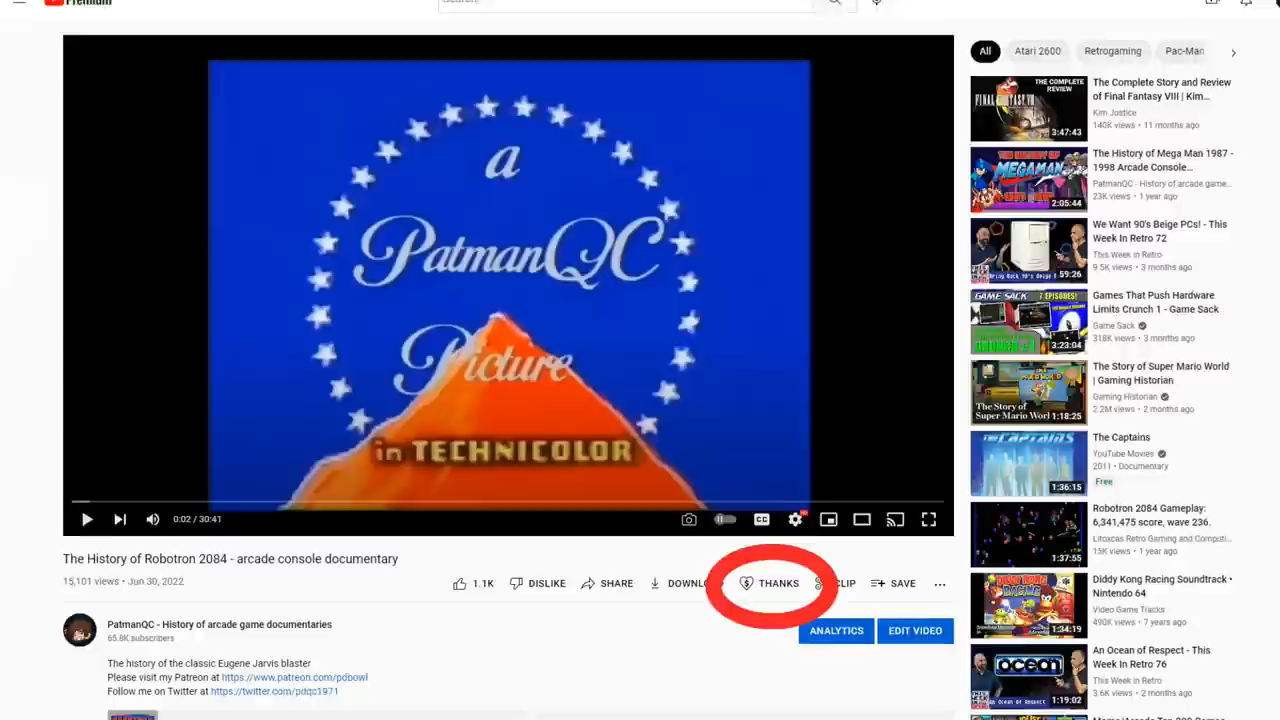 Premium
a
PatmanQC
Picture
in TECHNICOLOR
0:02 / 30:41
CC
HD
The History of Robotron 2084 - arcade console documentary
15,101 views • Jun 30, 2022
1.1K DISLIKE SHARE DOWNLO THANKS CLIP SAVE
PatmanQC - History of arcade game documentaries
65.8K subscribers
ANALYTICS EDIT VIDEO
The history of the classic Eugene Jarvis blaster
Please visit my Patreon at https://www.patreon.com/pdbowl
Follow me on Twitter at https://twitter.com/pdqc1971
All Atari 2600 Retrogaming Pac-Man
THE COMPLETE
REVIEW
FINAL FANTASY VIII
3:47:43
The Complete Story and Review
of Final Fantasy VIII | Kim...
Kim Justice
140K views • 11 months ago
THE HISTORY OF
MEGAMAN
2:05:44
The History of Mega Man 1987 -
1998 Arcade Console...
PatmanQC - History of arcade game...
23K views • 1 year ago
59:26
We Want 90's Beige PCs! - This
Week In Retro 72
This Week in Retro
9.5K views • 3 months ago
GAME SACK 7 EPISODES!
3:23:04
Games That Push Hardware
Limits Crunch 1 - Game Sack
Game Sack
318K views • 3 months ago
The Story of
Super Mario Worl
1:18:25
The Story of Super Mario World
| Gaming Historian
Gaming Historian
2.2M views • 2 months ago
THE CAPTAINS
1:36:15
The Captains
YouTube Movies
2011 • Documentary
Free
1:37:55
Robotron 2084 Gameplay:
6,341,475 score, wave 236.
Litoxcas Retro Gaming and Computi...
15K views • 1 year ago
DIDDY KONG
RACING
1:34:19
Diddy Kong Racing Soundtrack •
Nintendo 64
Video Game Tracks
490K views • 7 years ago
ocean
An Ocean Of Respect
1:19:02
An Ocean of Respect - This
Week In Retro 76
This Week in Retro
3.6K views • 2 months ago